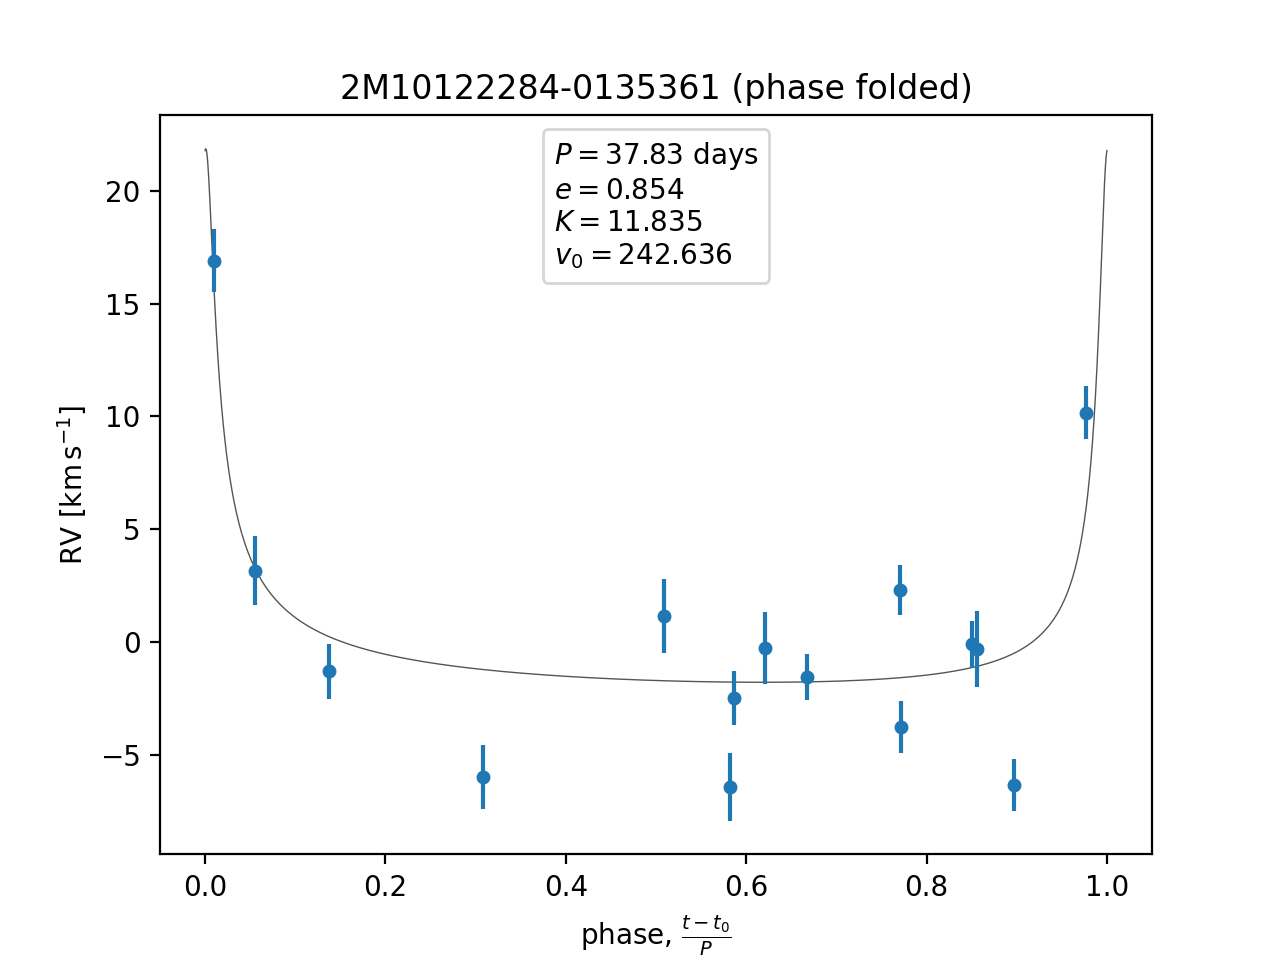 2M10122284-0135361 (phase folded)
P = 37.83 days
e = 0.854
K = 11.835
v₀ = 242.636
RV [km s⁻¹]
20
15
10
5
0
−5
0.0 0.2 0.4 0.6 0.8 1.0
phase, (t − t₀)/P